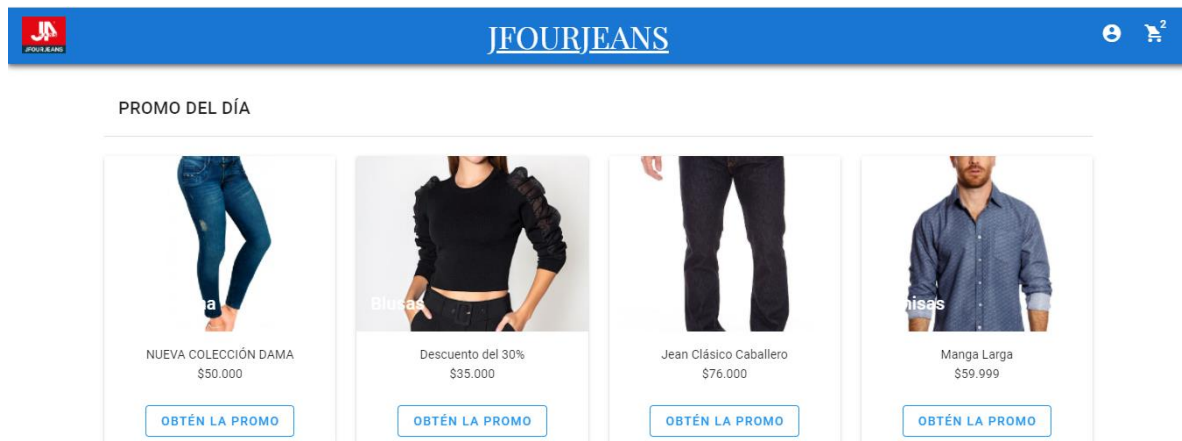 JFOURJEANS
JFOURJEANS
2
PROMO DEL DÍA
Blusas
NUEVA COLECCIÓN DAMA
$50.000
OBTÉN LA PROMO
Descuento del 30%
$35.000
OBTÉN LA PROMO
Jean Clásico Caballero
$76.000
OBTÉN LA PROMO
Manga Larga
$59.999
OBTÉN LA PROMO